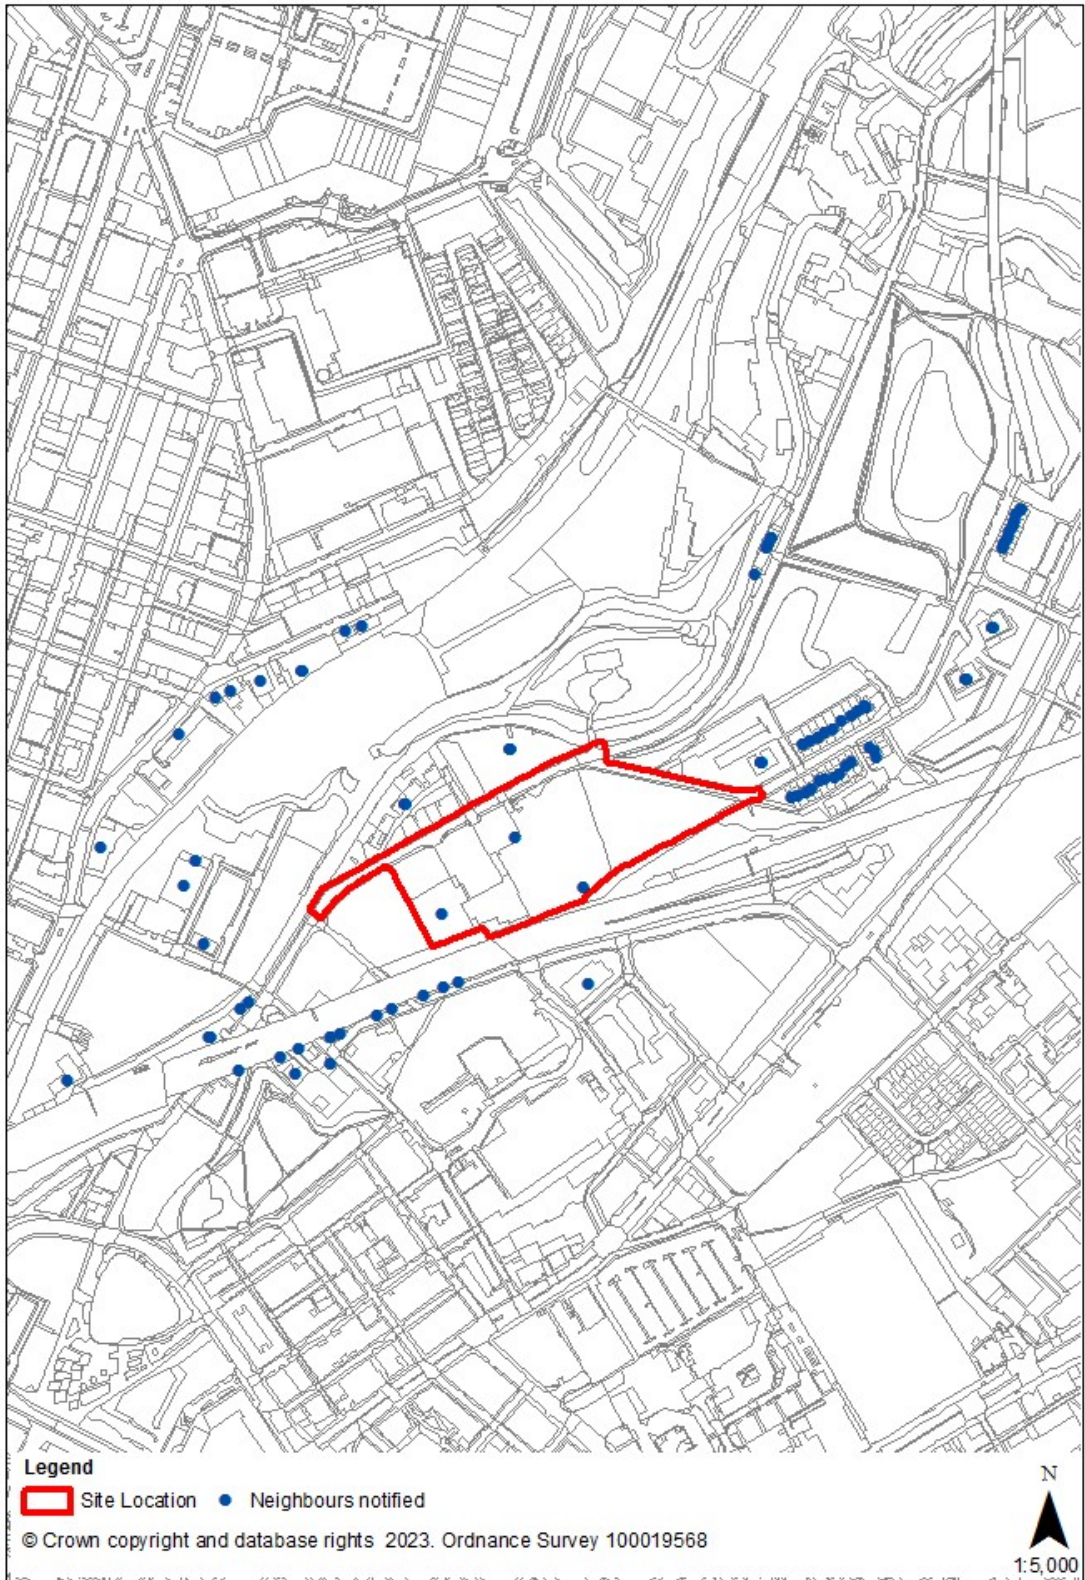 Legend
Site Location
Neighbours notified
© Crown copyright and database rights 2023. Ordnance Survey 100019568
N
1:5,000